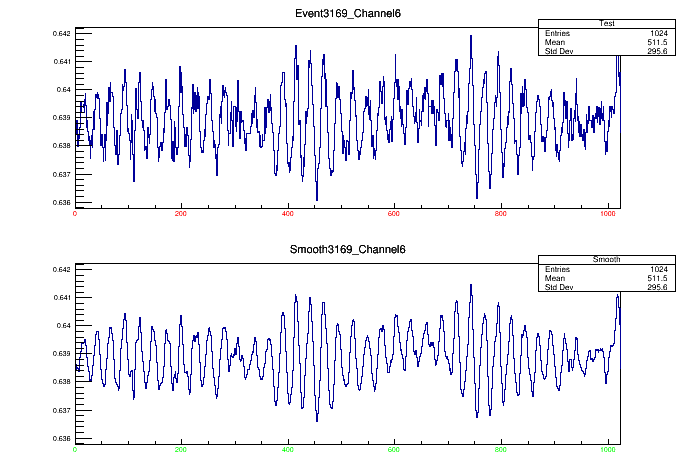 Event3169_Channel6
Test
Entries 1024
Mean 511.5
Std Dev 295.6
0.642
0.641
0.64
0.639
0.638
0.637
0.636
0 200 400 600 800 1000
Smooth3169_Channel6
Smooth
Entries 1024
Mean 511.5
Std Dev 295.6
0.642
0.641
0.64
0.639
0.638
0.637
0.636
0 200 400 600 800 1000